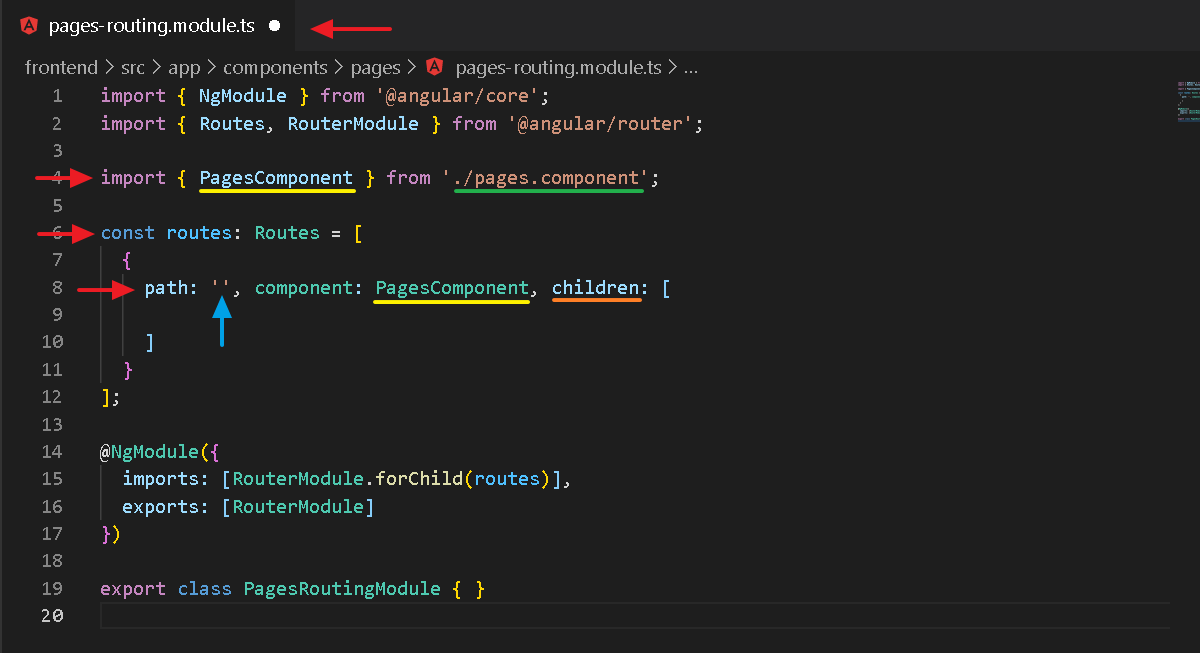 pages-routing.module.ts
frontend > src > app > components > pages > pages-routing.module.ts > ...
1 import { NgModule } from '@angular/core';
2 import { Routes, RouterModule } from '@angular/router';
3
4 import { PagesComponent } from './pages.component';
5
6 const routes: Routes = [
7 {
8 path: '', component: PagesComponent, children: [
9
10 ]
11 }
12 ];
13
14 @NgModule({
15 imports: [RouterModule.forChild(routes)],
16 exports: [RouterModule]
17 })
18
19 export class PagesRoutingModule { }
20